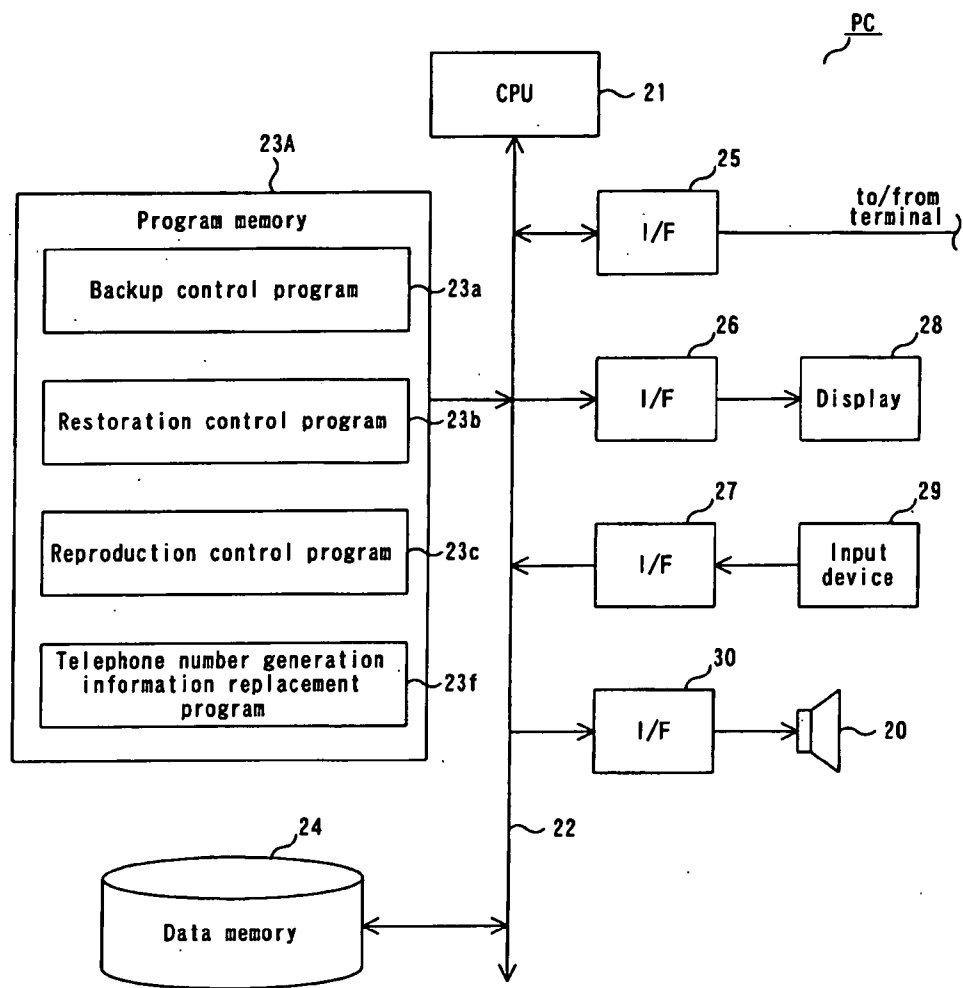 PC
CPU
21
23A
Program memory
Backup control program
23a
Restoration control program
23b
Reproduction control program
23c
Telephone number generation
information replacement
program
23f
25
I/F
to/from
terminal
26
I/F
28
Display
27
I/F
29
Input
device
30
I/F
20
22
24
Data memory